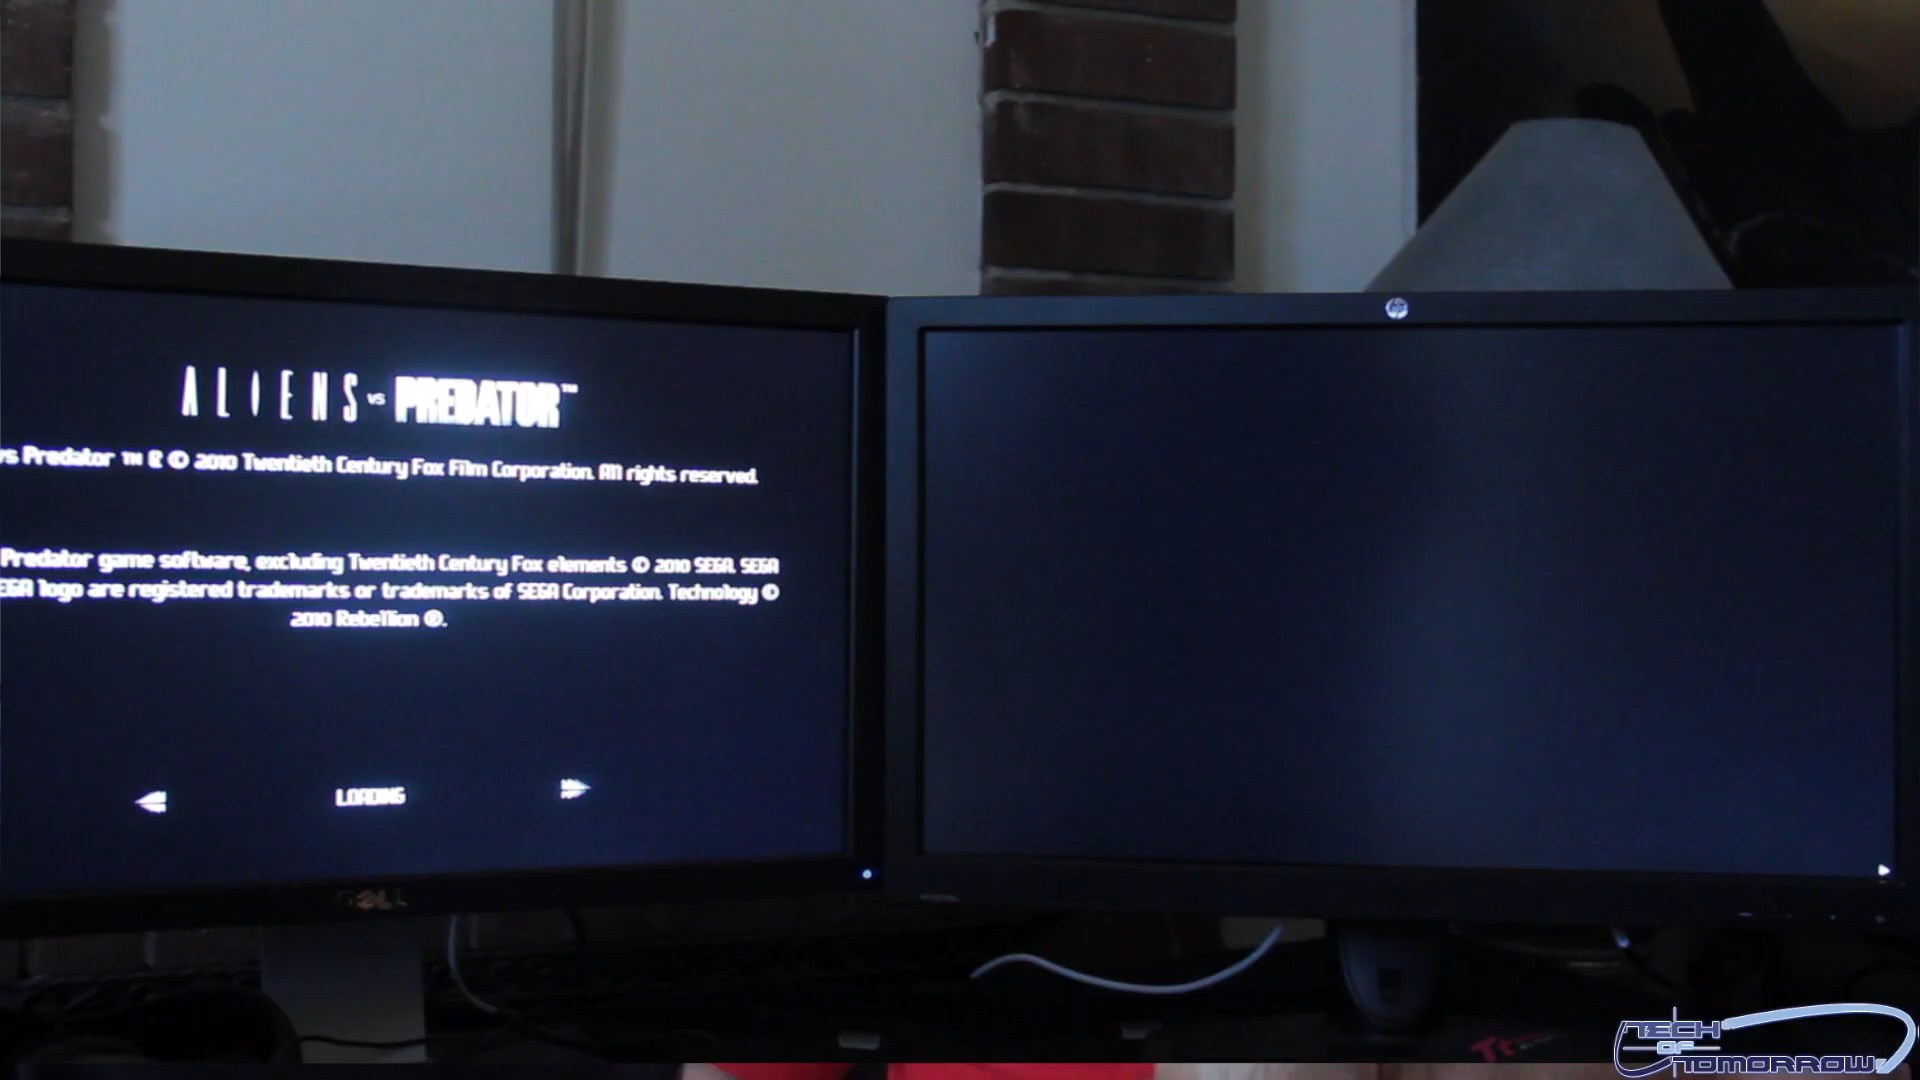 ALIENS vs PREDATOR™
vs Predator ™ & © 2010 Twentieth Century Fox Film Corporation. All rights reserved.
Predator game software, excluding Twentieth Century Fox elements © 2010 SEGA. SEGA
logo are registered trademarks or trademarks of SEGA Corporation. Technology ©
2010 Rebellion ®.
LOADING
DELL
hp
TECH
OF
TOMORROW